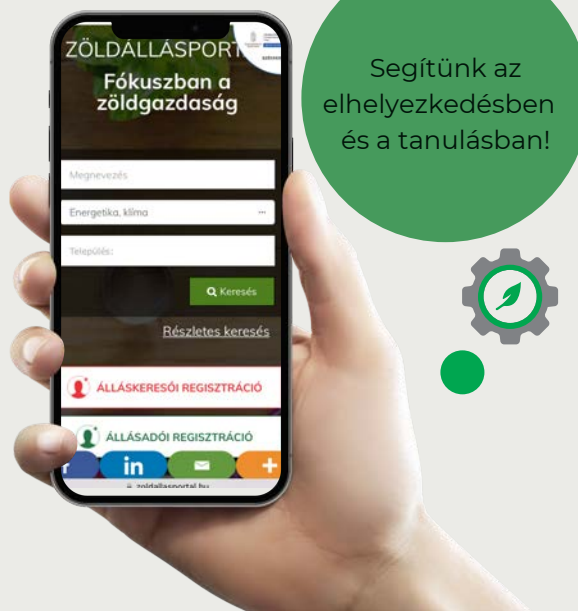 ZÖLDÁLLÁSPORT
Fókuszban a
zöldgazdaság
Megnevezés
Energetika, klíma
Település:
Keresés
Részletes keresés
ÁLLÁSKERESŐI REGISZTRÁCIÓ
ÁLLÁSADÓI REGISZTRÁCIÓ
f in +
zoldallasportal.hu
Segítünk az
elhelyezkedésben
és a tanulásban!